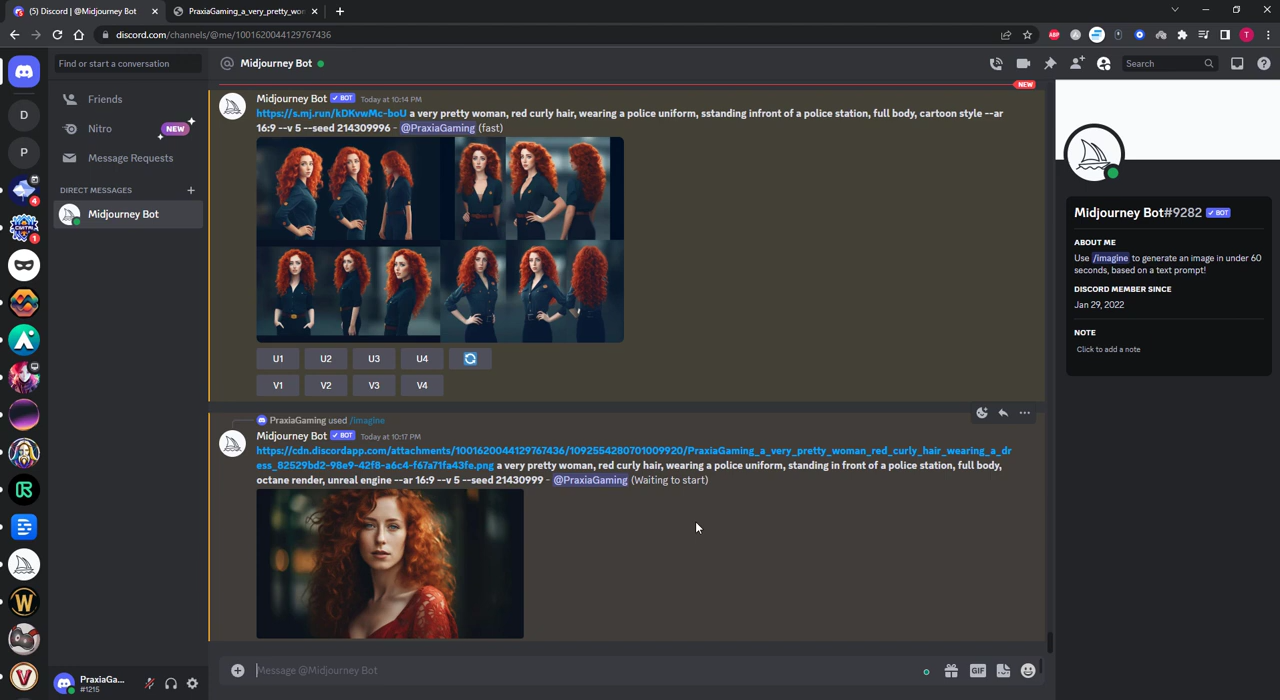 (5) Discord | @Midjourney Bot
PraxiaGaming_a_very_pretty_wo
discord.com/channels/@me/1001620044129767436
ABP
T
Find or start a conversation
@ Midjourney Bot
Search
NEW
D
P
4
1
W
V
Friends
Nitro
NEW
Message Requests
DIRECT MESSAGES
Midjourney Bot
Midjourney Bot BOT Today at 10:14 PM
https://s.mj.run/kDKvwMc-boU a very pretty woman, red curly hair, wearing a police uniform, sstanding infront of a police station, full body, cartoon style --ar
16:9 --v 5 --seed 214309996 - @PraxiaGaming (fast)
U1 U2 U3 U4
V1 V2 V3 V4
PraxiaGaming used /imagine
Midjourney Bot BOT Today at 10:17 PM
https://cdn.discordapp.com/attachments/1001620044129767436/1092554280701009920/PraxiaGaming_a_very_pretty_woman_red_curly_hair_wearing_a_dr
ess_82529bd2-98e9-42f8-a6c4-f67a71fa43fe.png a very pretty woman, red curly hair, wearing a police uniform, standing in front of a police station, full body,
octane render, unreal engine --ar 16:9 --v 5 --seed 21430999 - @PraxiaGaming (Waiting to start)
Message @Midjourney Bot
GIF
PraxiaGa...
#1215
Midjourney Bot#9282 BOT
ABOUT ME
Use /imagine to generate an image in under 60
seconds, based on a text prompt!
DISCORD MEMBER SINCE
Jan 29, 2022
NOTE
Click to add a note